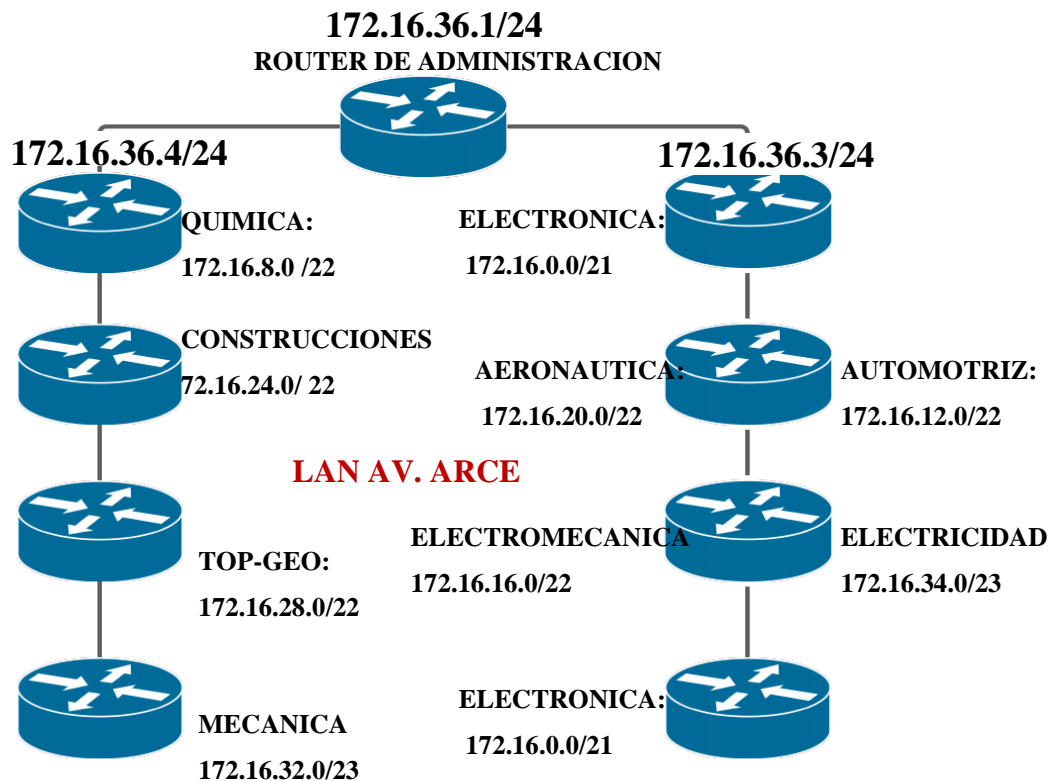 172.16.36.1/24
ROUTER DE ADMINISTRACION
172.16.36.4/24
172.16.36.3/24
QUIMICA:
172.16.8.0 /22
ELECTRONICA:
172.16.0.0/21
CONSTRUCCIONES
72.16.24.0/ 22
AERONAUTICA:
172.16.20.0/22
AUTOMOTRIZ:
172.16.12.0/22
LAN AV. ARCE
TOP-GEO:
172.16.28.0/22
ELECTROMECANICA
172.16.16.0/22
ELECTRICIDAD
172.16.34.0/23
MECANICA
172.16.32.0/23
ELECTRONICA:
172.16.0.0/21